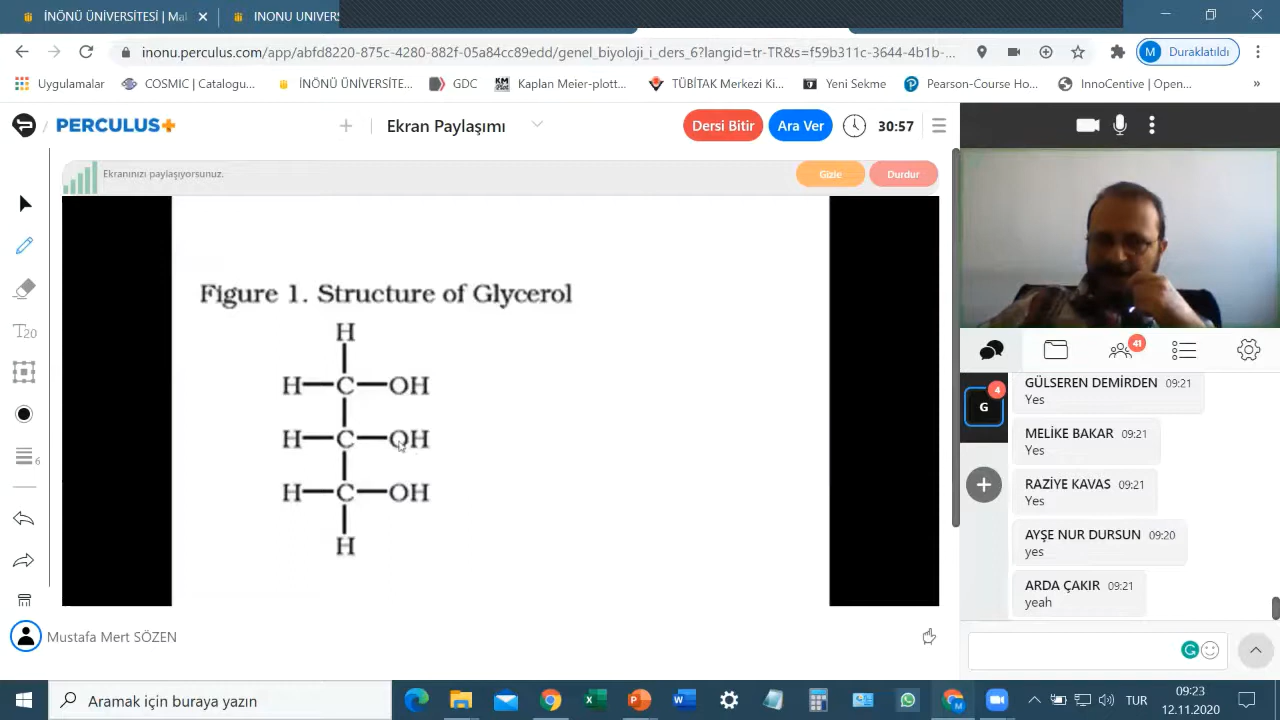 İNÖNÜ ÜNİVERSİTESİ | Mal
INONU UNIVERS
inonu.perculus.com/app/abfd8220-875c-4280-882f-05a84cc89edd/genel_biyoloji_i_ders_6?langid=tr-TR&s=f59b311c-3644-4b1b-...
M Duraklatıldı
Uygulamalar
COSMIC | Catalogu...
İNÖNÜ ÜNİVERSİTE...
GDC
KM
Kaplan Meier-plott...
TÜBİTAK Merkezi Ki...
Yeni Sekme
Pearson-Course Ho...
InnoCentive | Open...
»
PERCULUS+
Ekran Paylaşımı
Dersi Bitir
Ara Ver
30:57
Ekranınızı paylaşıyorsunuz.
Gizle
Durdur
T20
6
Figure 1. Structure of Glycerol
H
H—C—OH
H—C—OH
H—C—OH
H
41
4
G
GÜLSEREN DEMİRDEN 09:21
Yes
MELİKE BAKAR 09:21
Yes
RAZİYE KAVAS 09:21
Yes
AYŞE NUR DURSUN 09:20
yes
ARDA ÇAKIR 09:21
yeah
Mustafa Mert SÖZEN
Aramak için buraya yazın
TUR
09:23
12.11.2020